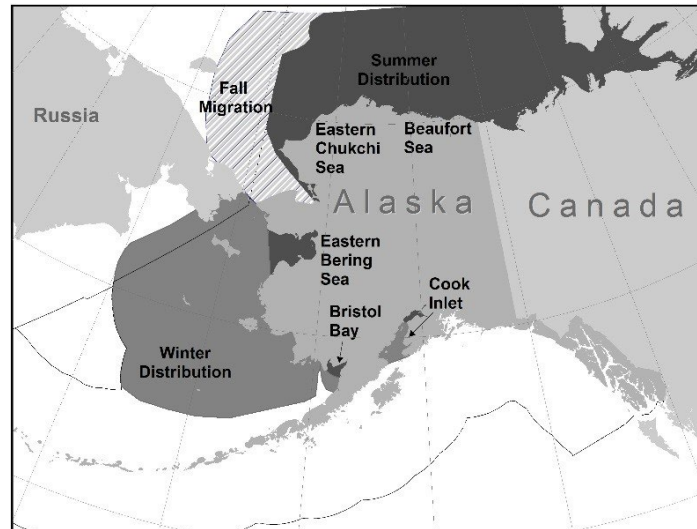 Summer
Distribution
Fall
Migration
Russia
Eastern
Chukchi
Sea
Beaufort
Sea
Alaska
Canada
Eastern
Bering
Sea
Cook
Inlet
Bristol
Bay
Winter
Distribution